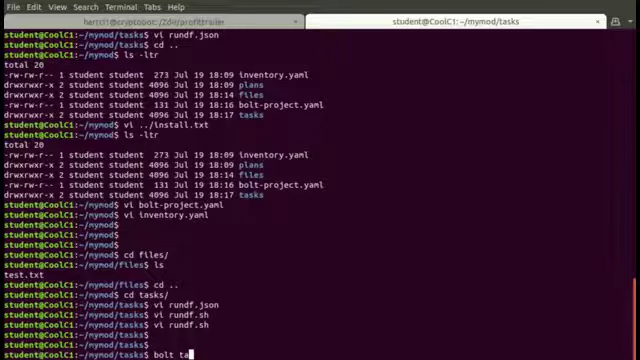 File Edit View Search Terminal Tabs Help
student@CoolC1: ~/mymod/tasks
student@CoolC1:~/mymod/tasks$ vi rundf.json
student@CoolC1:~/mymod/tasks$ cd ..
student@CoolC1:~/mymod$ ls -ltr
total 20
-rw-rw-r-- 1 student student 273 Jul 19 18:09 inventory.yaml
drwxrwxr-x 2 student student 4096 Jul 19 18:09 plans
drwxrwxr-x 2 student student 4096 Jul 19 18:14 files
-rw-rw-r-- 1 student student 131 Jul 19 18:16 bolt-project.yaml
drwxrwxr-x 2 student student 4096 Jul 19 18:17 tasks
student@CoolC1:~/mymod$ vi ../install.txt
student@CoolC1:~/mymod$ ls -ltr
total 20
-rw-rw-r-- 1 student student 273 Jul 19 18:09 inventory.yaml
drwxrwxr-x 2 student student 4096 Jul 19 18:09 plans
drwxrwxr-x 2 student student 4096 Jul 19 18:14 files
-rw-rw-r-- 1 student student 131 Jul 19 18:16 bolt-project.yaml
drwxrwxr-x 2 student student 4096 Jul 19 18:17 tasks
student@CoolC1:~/mymod$ vi bolt-project.yaml
student@CoolC1:~/mymod$ vi inventory.yaml
student@CoolC1:~/mymod$
student@CoolC1:~/mymod$
student@CoolC1:~/mymod$
student@CoolC1:~/mymod$ cd files/
student@CoolC1:~/mymod/files$ ls
test.txt
student@CoolC1:~/mymod/files$ cd ..
student@CoolC1:~/mymod$ cd tasks/
student@CoolC1:~/mymod/tasks$ vi rundf.json
student@CoolC1:~/mymod/tasks$ vi rundf.sh
student@CoolC1:~/mymod/tasks$ vi rundf.sh
student@CoolC1:~/mymod/tasks$
student@CoolC1:~/mymod/tasks$
student@CoolC1:~/mymod/tasks$ bolt ta